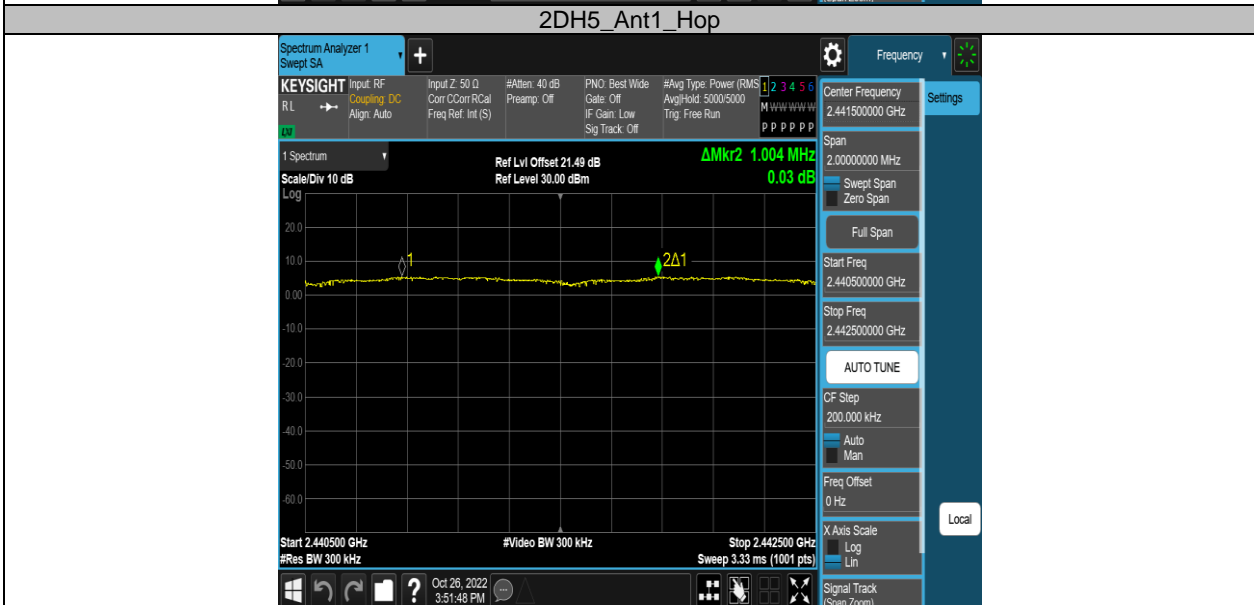 (Span Zoom)
2DH5_Ant1_Hop
Spectrum Analyzer 1
Swept SA
+
Frequency
KEYSIGHT
RL
LXI
Input: RF
Coupling: DC
Align: Auto
Input Z: 50 Ω
Corr CCorr RCal
Freq Ref: Int (S)
#Atten: 40 dB
Preamp: Off
PNO: Best Wide
Gate: Off
IF Gain: Low
Sig Track: Off
#Avg Type: Power (RMS
Avg|Hold: 5000/5000
Trig: Free Run
1 2 3 4 5 6
M W W W W W
P P P P P P
1 Spectrum
Scale/Div 10 dB
Log
Ref Lvl Offset 21.49 dB
Ref Level 30.00 dBm
ΔMkr2 1.004 MHz
0.03 dB
20.0
10.0
0.00
-10.0
-20.0
-30.0
-40.0
-50.0
-60.0
1
2Δ1
Start 2.440500 GHz
#Res BW 300 kHz
#Video BW 300 kHz
Stop 2.442500 GHz
Sweep 3.33 ms (1001 pts)
Center Frequency
2.441500000 GHz
Settings
Span
2.00000000 MHz
Swept Span
Zero Span
Full Span
Start Freq
2.440500000 GHz
Stop Freq
2.442500000 GHz
AUTO TUNE
CF Step
200.000 kHz
Auto
Man
Freq Offset
0 Hz
X Axis Scale
Log
Lin
Local
Signal Track
(Span Zoom)
?
Oct 26, 2022
3:51:48 PM